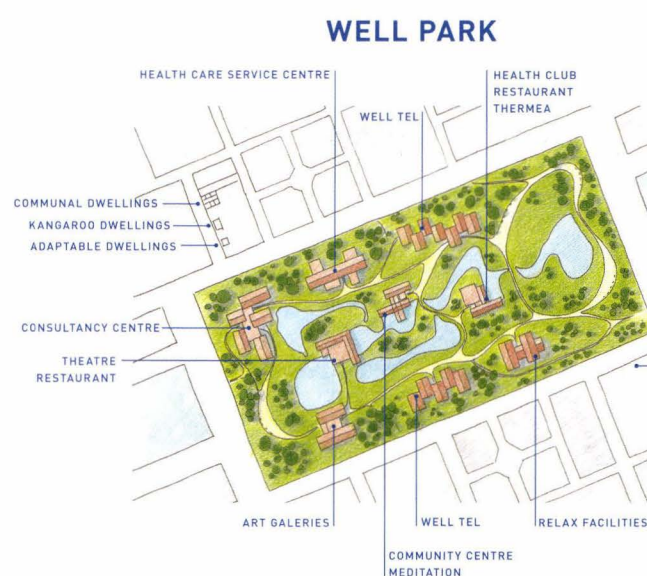 WELL PARK
HEALTH CARE SERVICE CENTRE
HEALTH CLUB
RESTAURANT
THERMEA
WELL TEL
COMMUNAL DWELLINGS
KANGAROO DWELLINGS
ADAPTABLE DWELLINGS
CONSULTANCY CENTRE
THEATRE
RESTAURANT
ART GALERIES
WELL TEL
RELAX FACILITIES
COMMUNITY CENTRE
MEDITATION